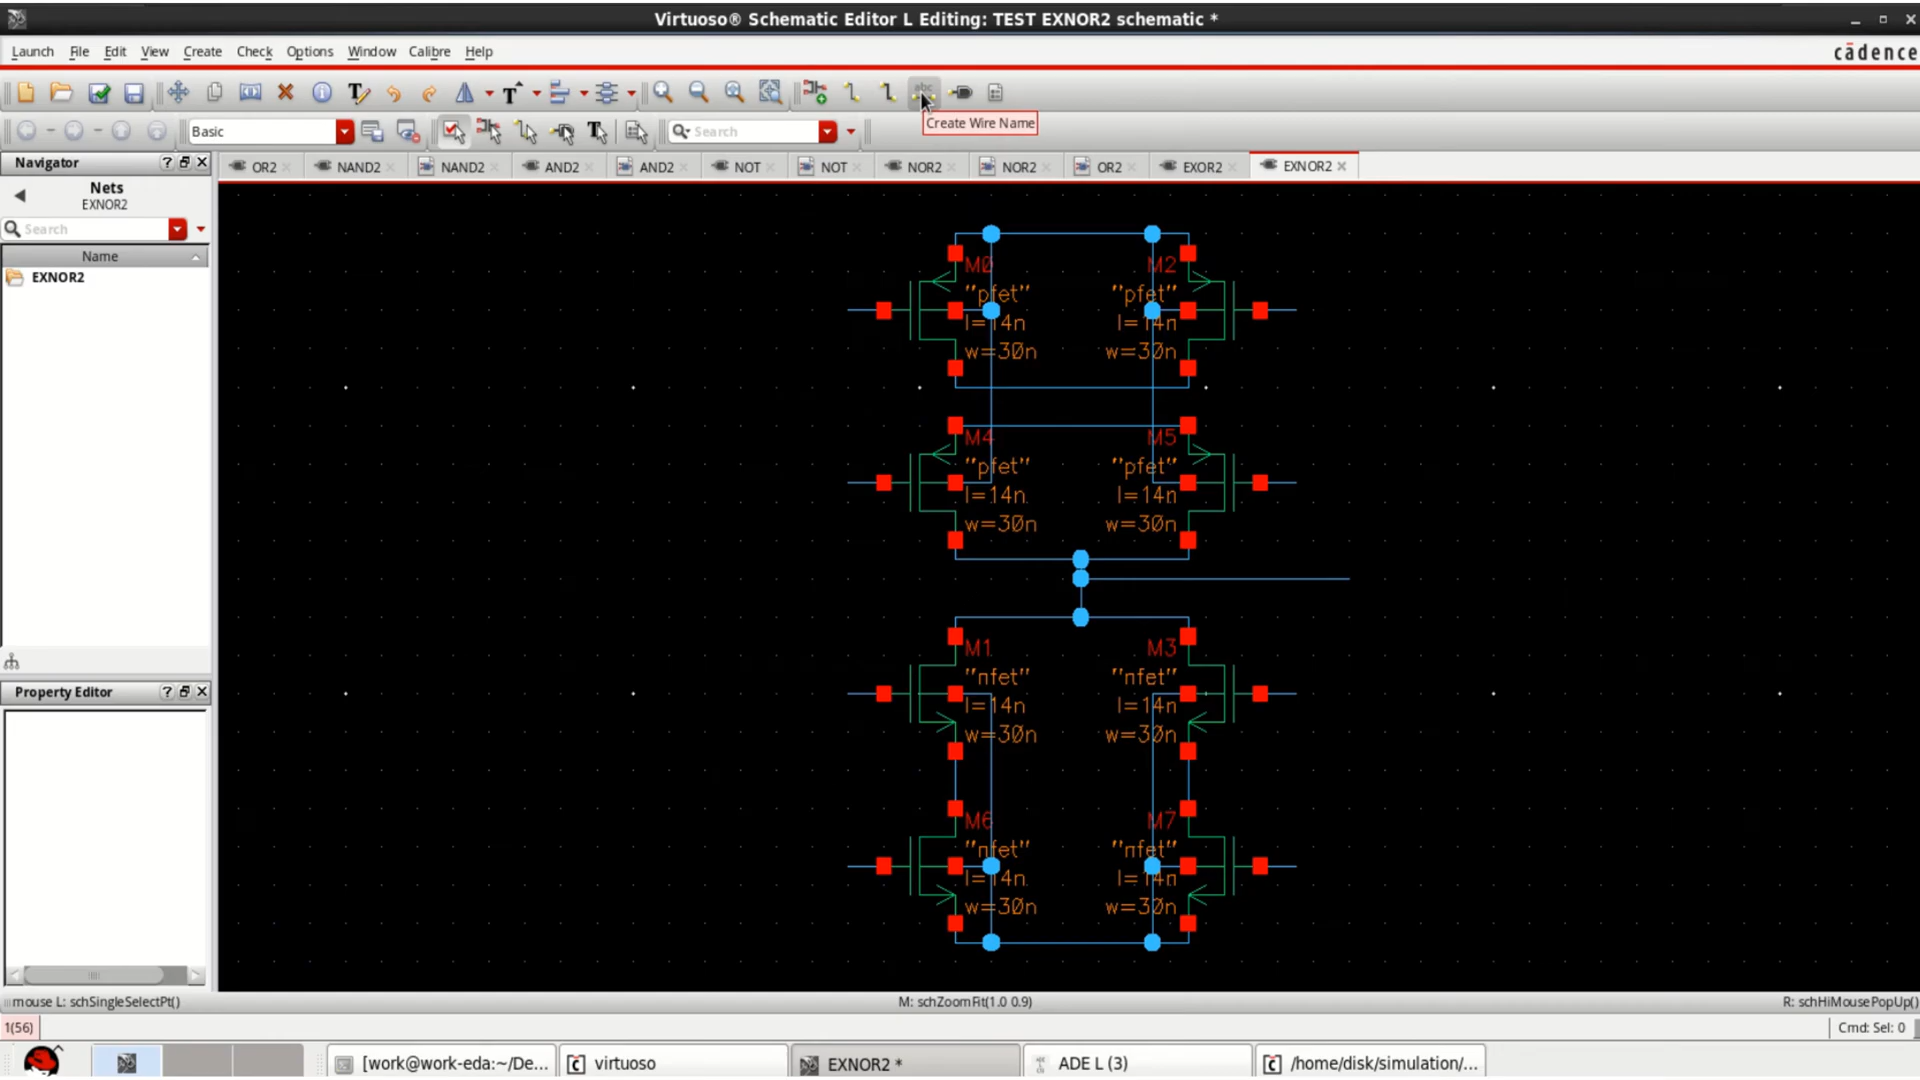 Virtuoso® Schematic Editor L Editing: TEST EXNOR2 schematic *
Launch File Edit View Create Check Options Window Calibre Help
cādence
Create Wire Name
Basic
Search
Navigator
OR2 NAND2 NAND2 AND2 AND2 NOT NOT NOR2 NOR2 OR2 EXOR2 EXNOR2
Nets
EXNOR2
Search
Name
EXNOR2
M0 M2
"pfet" "pfet"
l=14n l=14n
w=30n w=30n
M4 M5
"pfet" "pfet"
l=14n l=14n
w=30n w=30n
M1 M3
"nfet" "nfet"
l=14n l=14n
w=30n w=30n
M6 M7
"nfet" "nfet"
l=14n l=14n
w=30n w=30n
Property Editor
mouse L: schSingleSelectPt() M: schZoomFit(1.0 0.9) R: schHiMousePopUp()
1(56) Cmd: Sel: 0
[work@work-eda:~/De... virtuoso EXNOR2 * ADE L (3) /home/disk/simulation/...